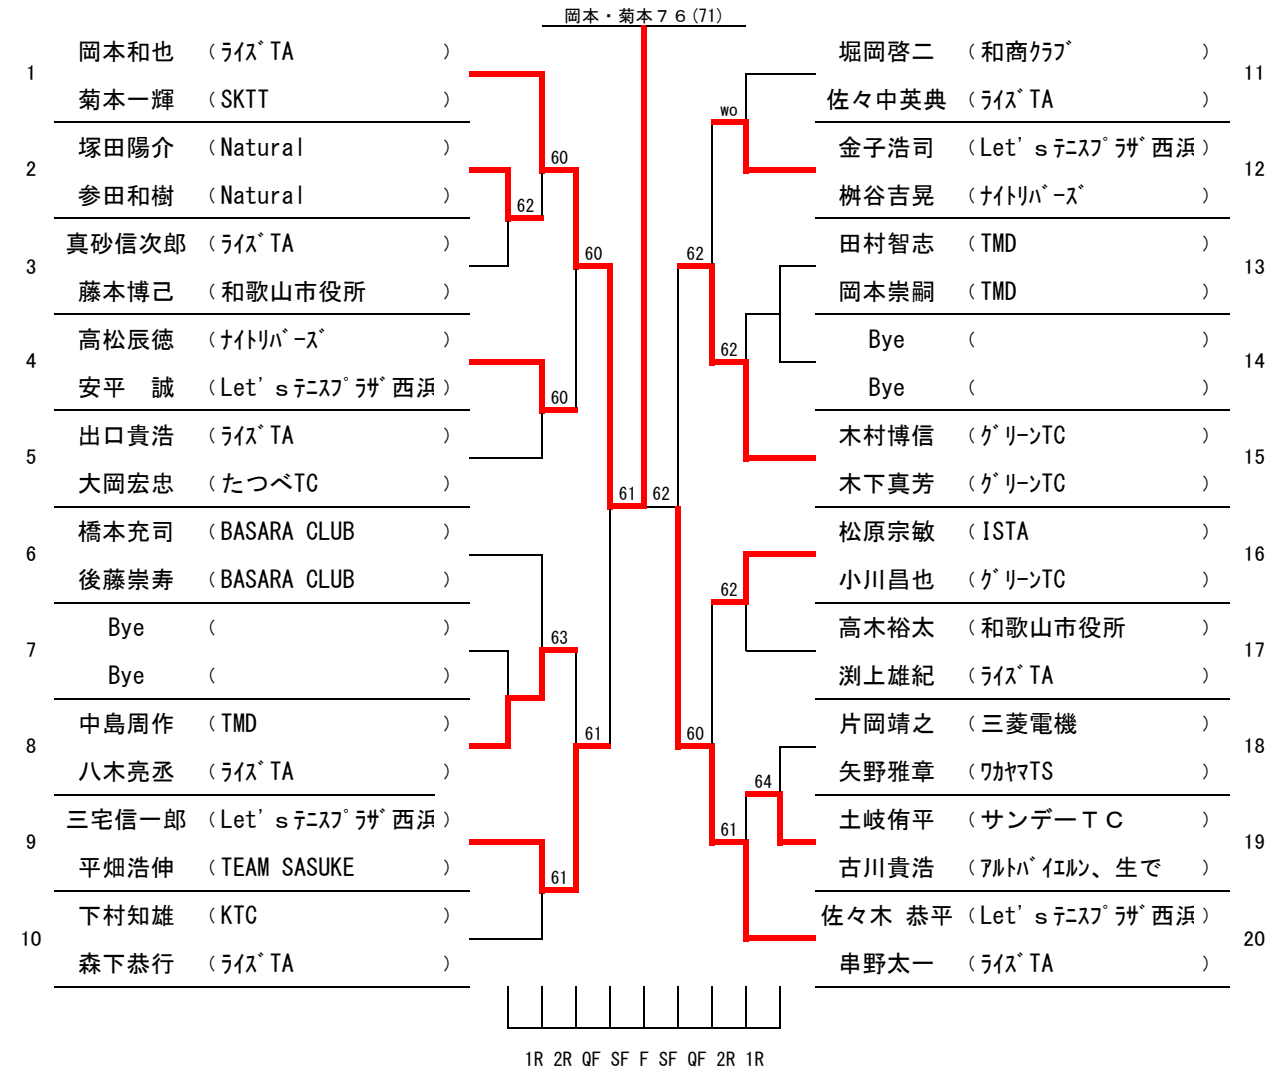 岡本・菊本７６(71)
岡本和也 （ﾗｲｽﾞTA ）
1
菊本一輝 （SKTT ）
塚田陽介 （Natural ）
2
参田和樹 （Natural ）
真砂信次郎 （ﾗｲｽﾞTA ）
3
藤本博己 （和歌山市役所 ）
高松辰徳 （ﾅｲﾄﾘﾊﾞｰｽﾞ ）
4
安平　誠 （Let'ｓﾃﾆｽﾌﾟﾗｻﾞ西浜）
出口貴浩 （ﾗｲｽﾞTA ）
5
大岡宏忠 （たつべTC ）
橋本充司 （BASARA CLUB ）
6
後藤崇寿 （BASARA CLUB ）
Bye （ ）
7
Bye （ ）
中島周作 （TMD ）
8
八木亮丞 （ﾗｲｽﾞTA ）
三宅信一郎 （Let'ｓﾃﾆｽﾌﾟﾗｻﾞ西浜）
9
平畑浩伸 （TEAM SASUKE ）
下村知雄 （KTC ）
10
森下恭行 （ﾗｲｽﾞTA ）
62
60
60
63
61
60
61
61
62
wo
62
62
64
61
62
60
堀岡啓二 （和商ｸﾗﾌﾞ ）
11
佐々中英典 （ﾗｲｽﾞTA ）
金子浩司 （Let'ｓﾃﾆｽﾌﾟﾗｻﾞ西浜）
12
桝谷吉晃 （ﾅｲﾄﾘﾊﾞｰｽﾞ ）
田村智志 （TMD ）
13
岡本崇嗣 （TMD ）
Bye （ ）
14
Bye （ ）
木村博信 （ｸﾞﾘｰﾝTC ）
15
木下真芳 （ｸﾞﾘｰﾝTC ）
松原宗敏 （ISTA ）
16
小川昌也 （ｸﾞﾘｰﾝTC ）
高木裕太 （和歌山市役所 ）
17
渕上雄紀 （ﾗｲｽﾞTA ）
片岡靖之 （三菱電機 ）
18
矢野雅章 （ﾜｶﾔﾏTS ）
土岐侑平 （サンデーＴＣ ）
19
古川貴浩 （ｱﾙﾄﾊﾞｲｴﾙﾝ、生で ）
佐々木 恭平 （Let'ｓﾃﾆｽﾌﾟﾗｻﾞ西浜）
20
串野太一 （ﾗｲｽﾞTA ）
1R 2R QF SF F SF QF 2R 1R